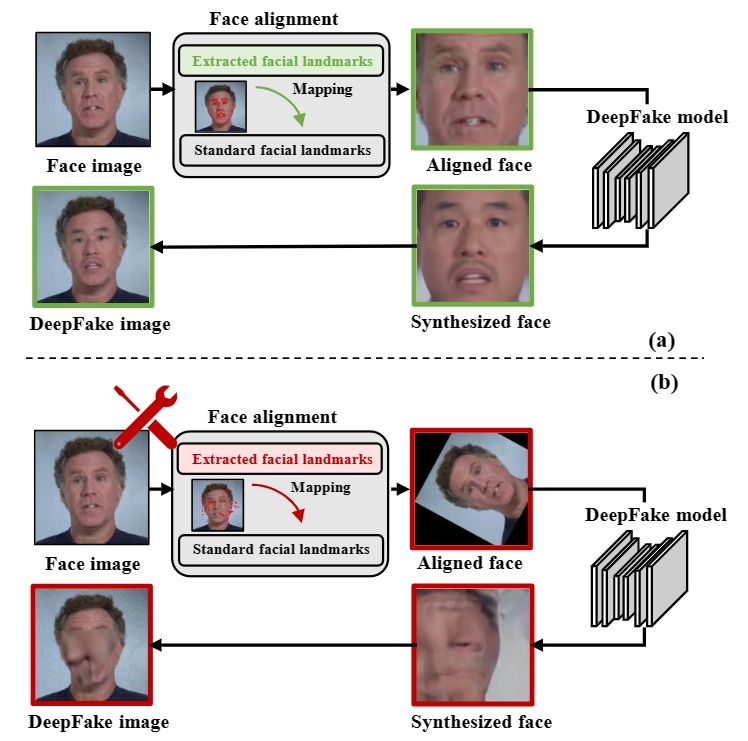 Face alignment
Extracted facial landmarks
Mapping
Standard facial landmarks
Face image
Aligned face
DeepFake model
DeepFake image
Synthesized face
(a)
(b)
Face alignment
Extracted facial landmarks
Mapping
Standard facial landmarks
Face image
Aligned face
DeepFake model
DeepFake image
Synthesized face